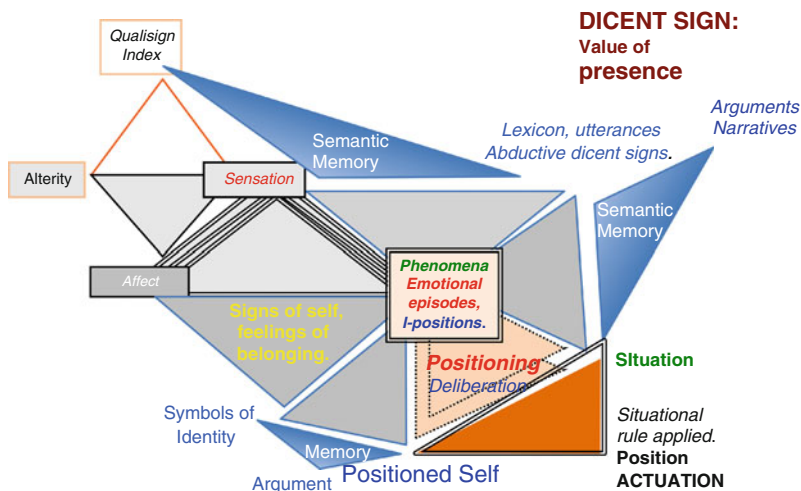 DICENT SIGN:
Value of
presence
Qualisign
Index
Arguments
Narratives
Semantic
Memory
Lexicon, utterances
Abductive dicent signs.
Alterity
Sensation
Semantic
Memory
Affect
Phenomena
Emotional
episodes,
I-positions.
Signs of self,
feelings of
belonging.
Positioning
Deliberation
SItuation
Symbols of
Identity
Situational
rule applied.
Position
ACTUATION
Memory
Argument
Positioned Self